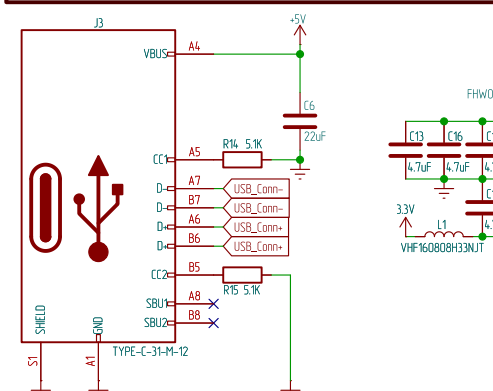 J3
+5V
VBUS
A4
C6
22uF
FHWO
C13
C16
4.7uF
4.7uF
CC1
A5
R14 5.1K
D-
A7
USB_Conn-
D-
B7
USB_Conn-
D+
A6
USB_Conn+
D+
B6
USB_Conn+
3.3V
L1
VHF160808H33NJT
CC2
B5
R15 5.1K
SBU1
A8
SBU2
B8
SHIELD
GND
TYPE-C-31-M-12
S1
A1